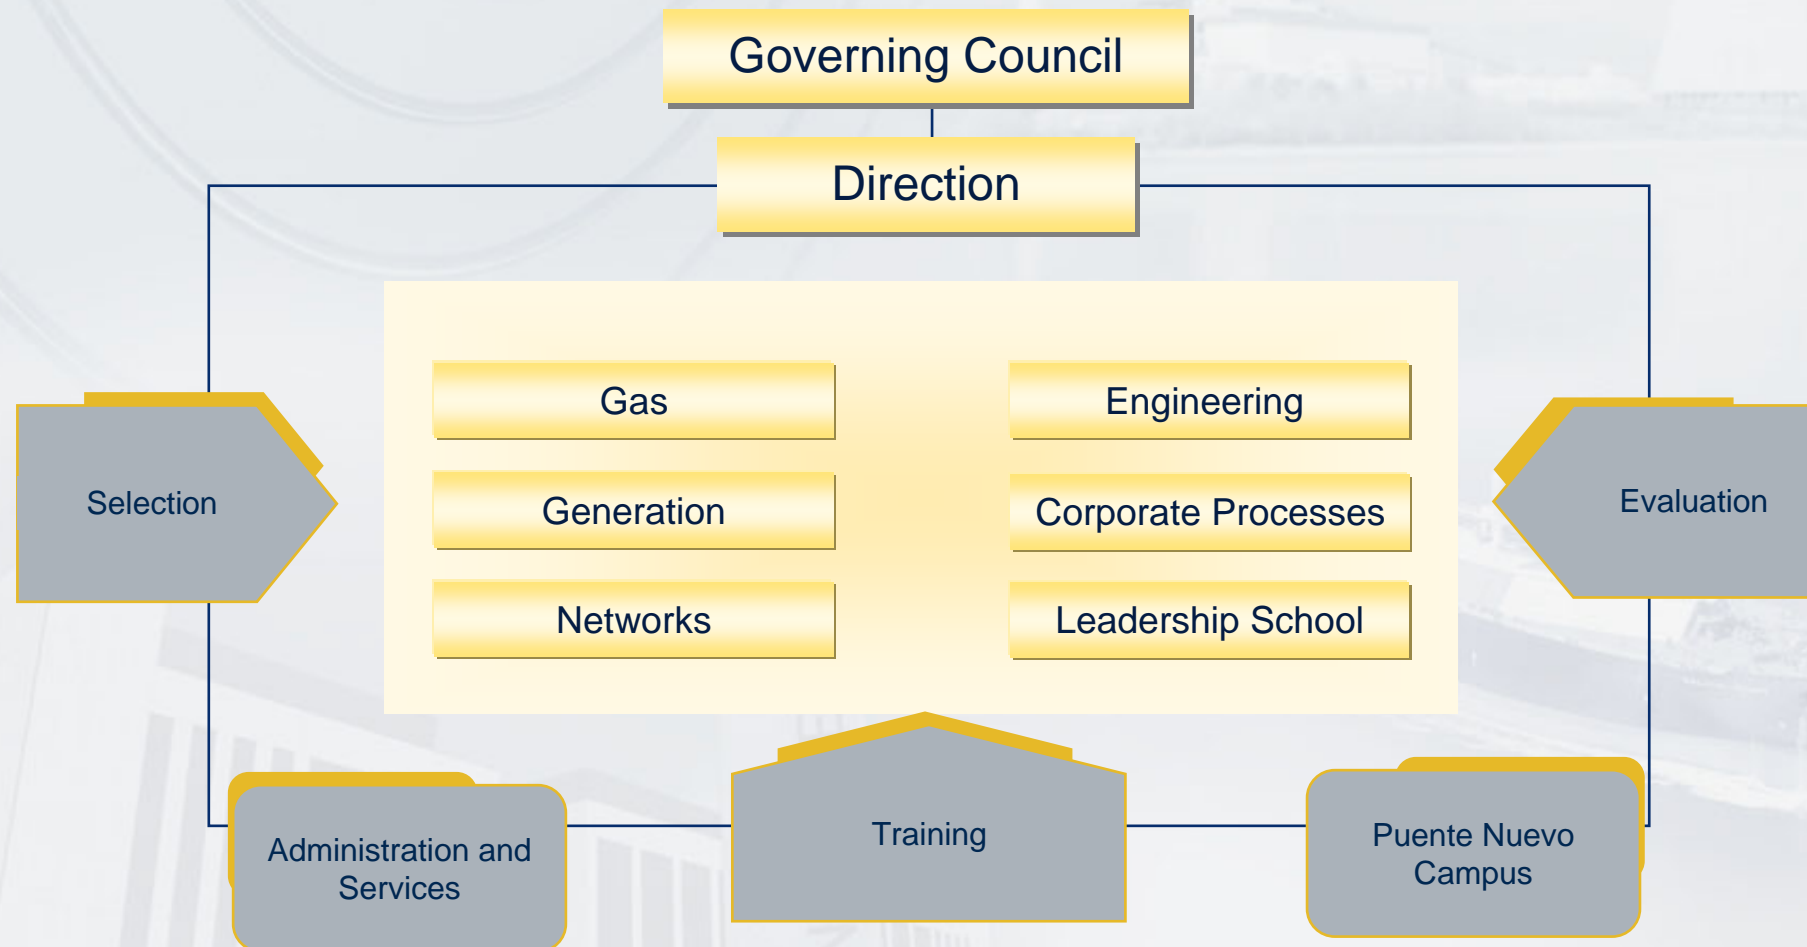 Governing Council
Direction
Gas
Engineering
Selection
Generation
Corporate Processes
Evaluation
Networks
Leadership School
Administration and
Services
Training
Puente Nuevo
Campus